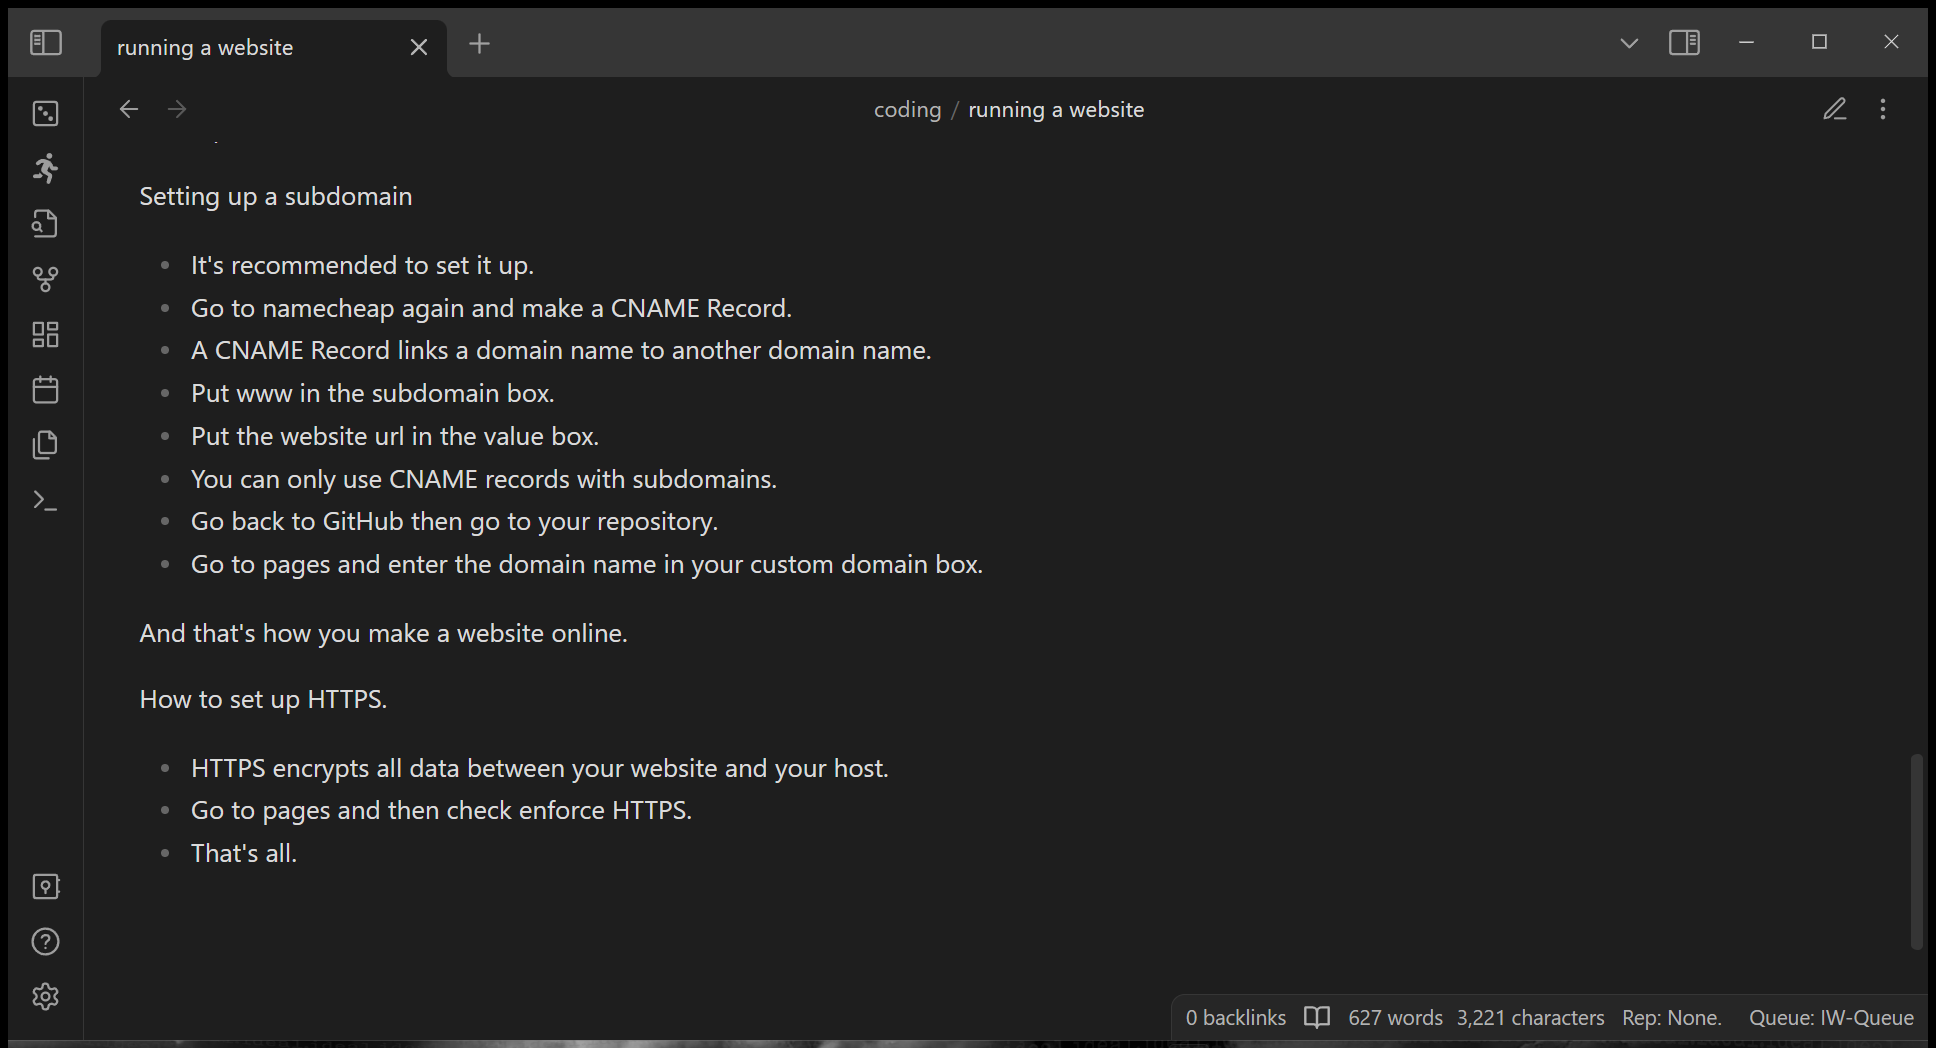 running a website
coding / running a website
Setting up a subdomain
It's recommended to set it up.
Go to namecheap again and make a CNAME Record.
A CNAME Record links a domain name to another domain name.
Put www in the subdomain box.
Put the website url in the value box.
You can only use CNAME records with subdomains.
Go back to GitHub then go to your repository.
Go to pages and enter the domain name in your custom domain box.
And that's how you make a website online.
How to set up HTTPS.
HTTPS encrypts all data between your website and your host.
Go to pages and then check enforce HTTPS.
That's all.
0 backlinks 627 words 3,221 characters Rep: None. Queue: IW-Queue